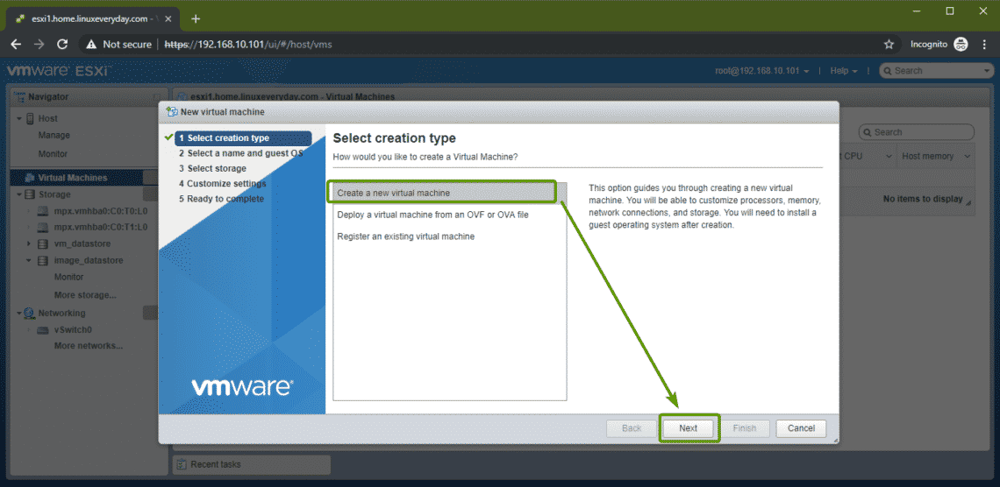 esxi1.home.linuxeveryday.com -
Not secure
https://192.168.10.101/ui/#/host/vms
Incognito
vmware ESXi™
root@192.168.10.101
Help
Search
Navigator
esxi1.home.linuxeveryday.com - Virtual Machines
Host
Manage
Monitor
Virtual Machines
Storage
mpx.vmhba0:C0:T0:L0
mpx.vmhba0:C0:T1:L0
vm_datastore
image_datastore
Monitor
More storage...
Networking
vSwitch0
More networks...
Search
CPU
Host memory
No items to display
New virtual machine
1 Select creation type
2 Select a name and guest OS
3 Select storage
4 Customize settings
5 Ready to complete
vmware®
Select creation type
How would you like to create a Virtual Machine?
Create a new virtual machine
Deploy a virtual machine from an OVF or OVA file
Register an existing virtual machine
This option guides you through creating a new virtual
machine. You will be able to customize processors, memory,
network connections, and storage. You will need to install a
guest operating system after creation.
Back
Next
Finish
Cancel
Recent tasks